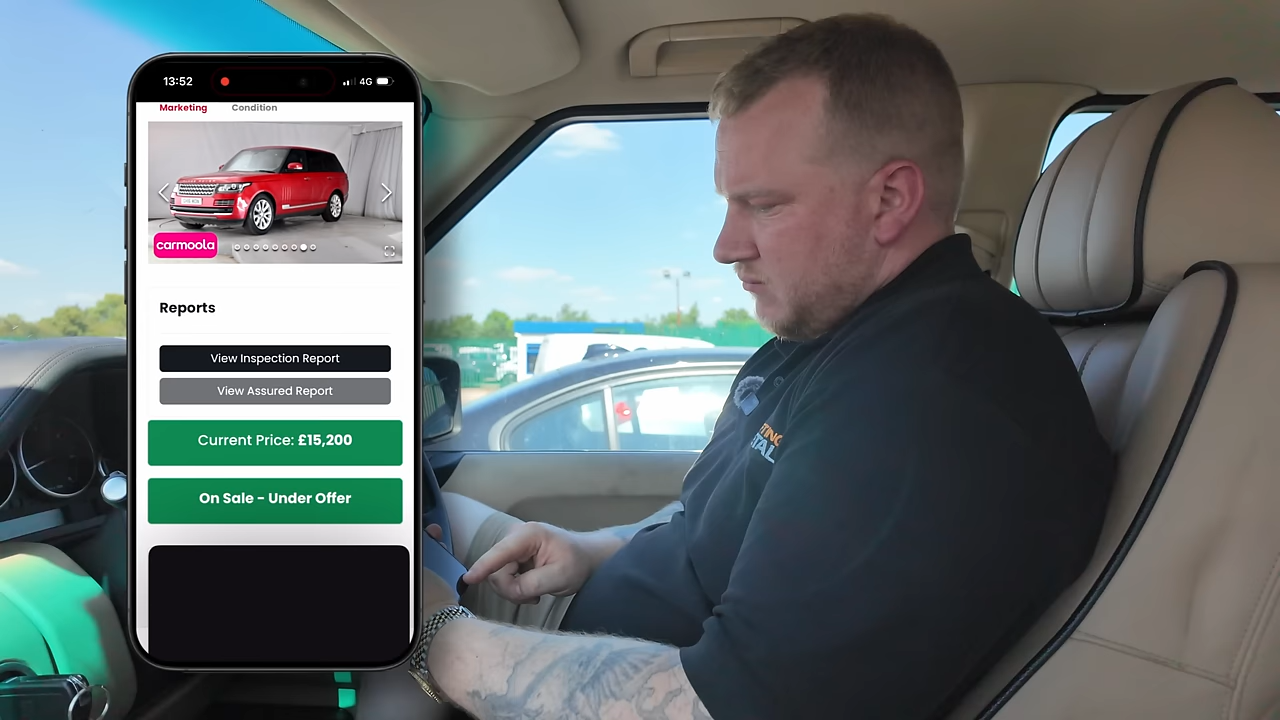 13:52
4G
Marketing Condition
carmoola
Reports
View Inspection Report
View Assured Report
Current Price: £15,200
On Sale - Under Offer